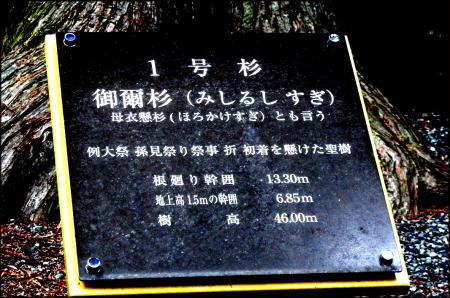 1 号 杉
御爾杉（みしるし すぎ）
母衣懸杉(ほろかけすぎ) とも言う
例大祭 孫見祭り祭事 折 初着を懸けた聖樹
根廻り幹囲 13.30m
地上高1.5mの幹囲 6.85m
樹 高 46.00m